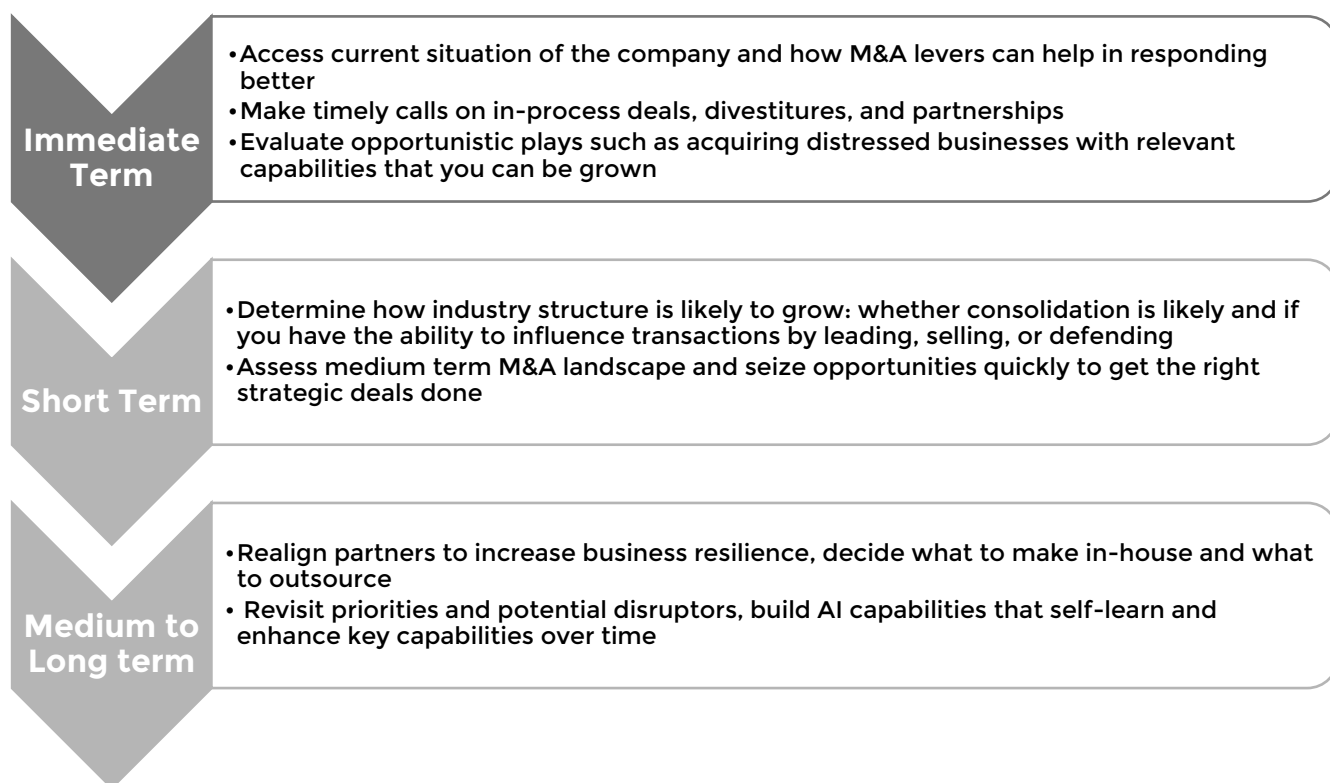 Immediate
Term
•Access current situation of the company and how M&A levers can help in responding
better
•Make timely calls on in-process deals, divestitures, and partnerships
•Evaluate opportunistic plays such as acquiring distressed businesses with relevant
capabilities that you can be grown
Short Term
•Determine how industry structure is likely to grow: whether consolidation is likely and if
you have the ability to influence transactions by leading, selling, or defending
•Assess medium term M&A landscape and seize opportunities quickly to get the right
strategic deals done
Medium to
Long term
•Realign partners to increase business resilience, decide what to make in-house and what
to outsource
• Revisit priorities and potential disruptors, build AI capabilities that self-learn and
enhance key capabilities over time